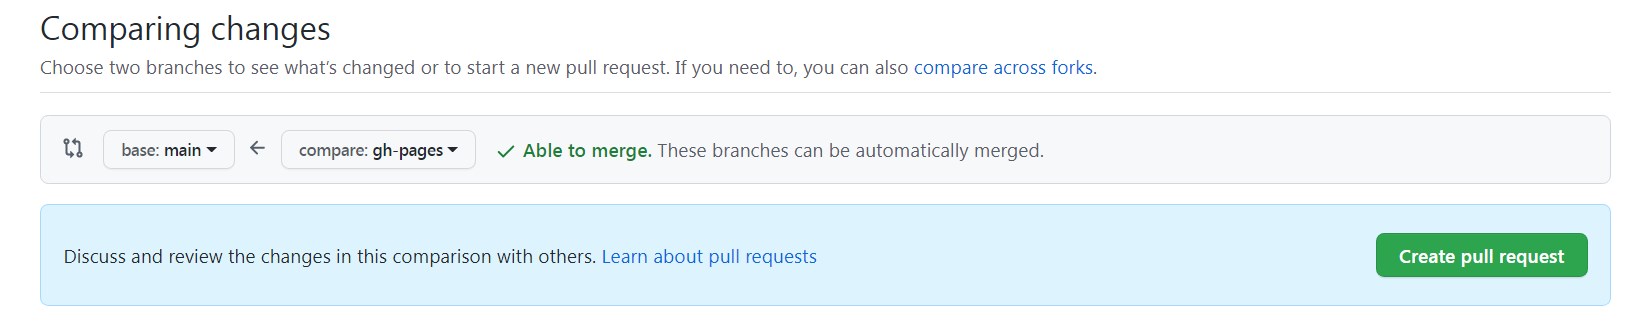 Comparing changes
Choose two branches to see what's changed or to start a new pull request. If you need to, you can also compare across forks.
base: main compare: gh-pages Able to merge. These branches can be automatically merged.
Discuss and review the changes in this comparison with others. Learn about pull requests Create pull request